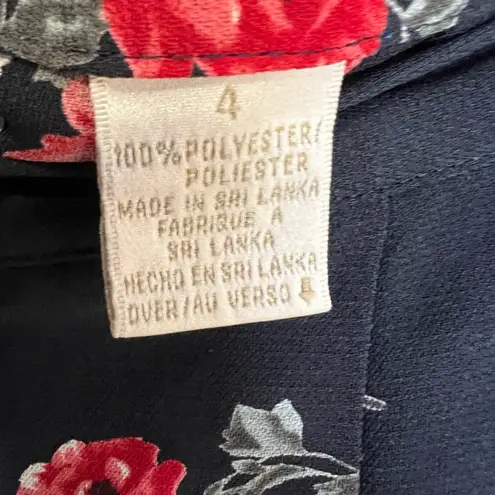 4
100%POLYESTER/
POLIESTER
MADE IN SRI LANKA
FABRIQUE A
SRI LANKA
HECHO EN SRI LANKA
OVER/AU VERSO